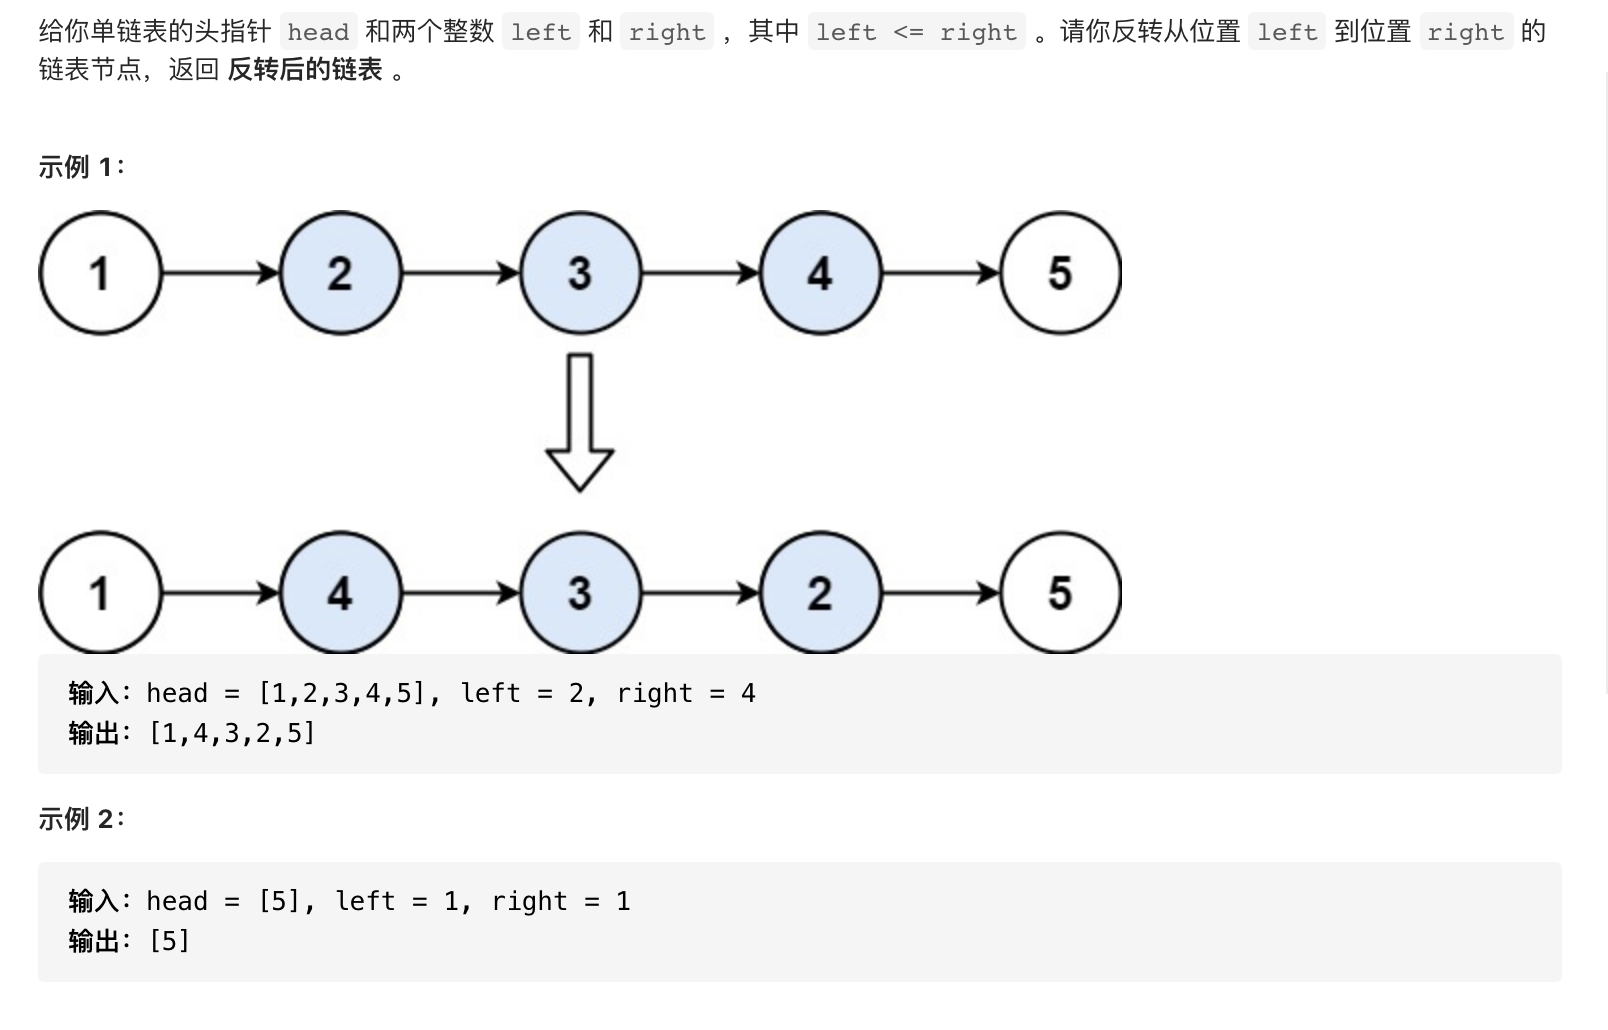 给你单链表的头指针 head 和两个整数 left 和 right ，其中 left <= right 。请你反转从位置 left 到位置 right 的
链表节点，返回 反转后的链表 。
示例 1：
1 2 3 4 5
1 4 3 2 5
输入：head = [1,2,3,4,5], left = 2, right = 4
输出：[1,4,3,2,5]
示例 2：
输入：head = [5], left = 1, right = 1
输出：[5]